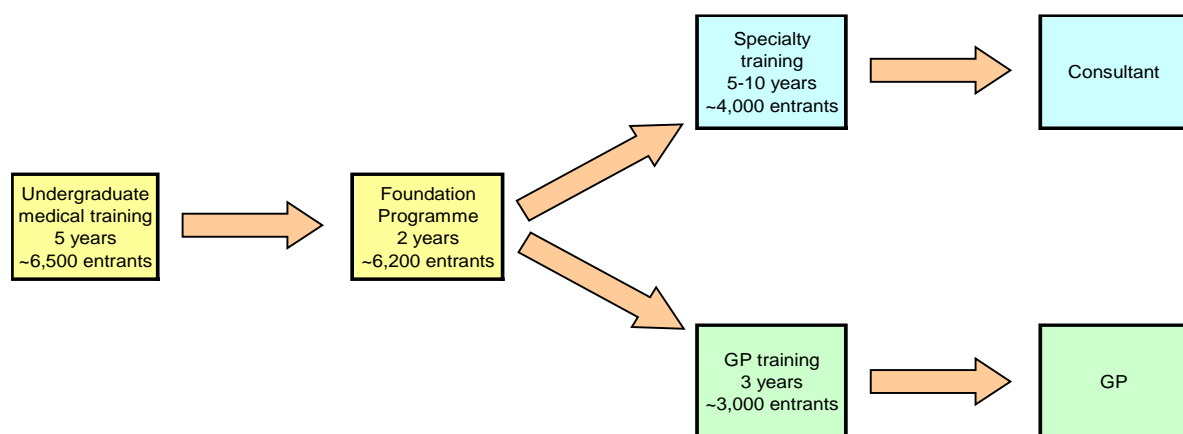 Undergraduate
medical training
5 years
~6,500 entrants
Foundation
Programme
2 years
~6,200 entrants
Specialty
training
5-10 years
~4,000 entrants
Consultant
GP training
3 years
~3,000 entrants
GP